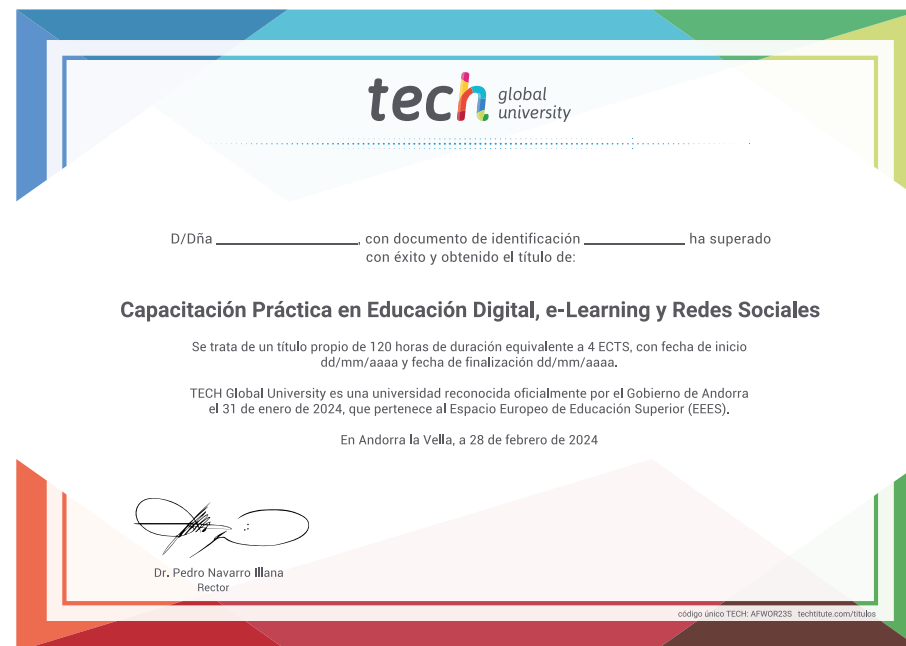 tech global university
D/Dña ____________________, con documento de identificación ______________ ha superado
con éxito y obtenido el título de:
Capacitación Práctica en Educación Digital, e-Learning y Redes Sociales
Se trata de un título propio de 120 horas de duración equivalente a 4 ECTS, con fecha de inicio
dd/mm/aaaa y fecha de finalización dd/mm/aaaa.
TECH Global University es una universidad reconocida oficialmente por el Gobierno de Andorra
el 31 de enero de 2024, que pertenece al Espacio Europeo de Educación Superior (EEES).
En Andorra la Vella, a 28 de febrero de 2024
Dr. Pedro Navarro Illana
Rector
código único TECH: AFWOR23S techtitute.com/titulos